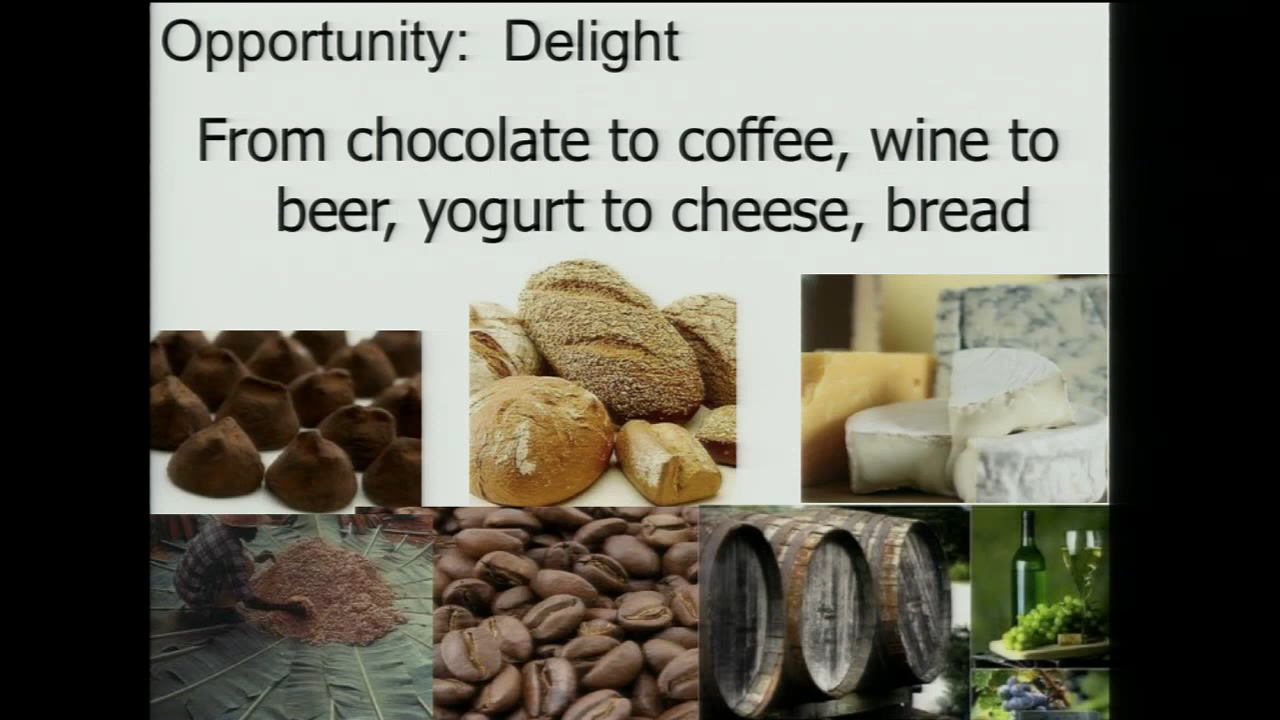 Opportunity:  Delight
From chocolate to coffee, wine to
beer, yogurt to cheese, bread